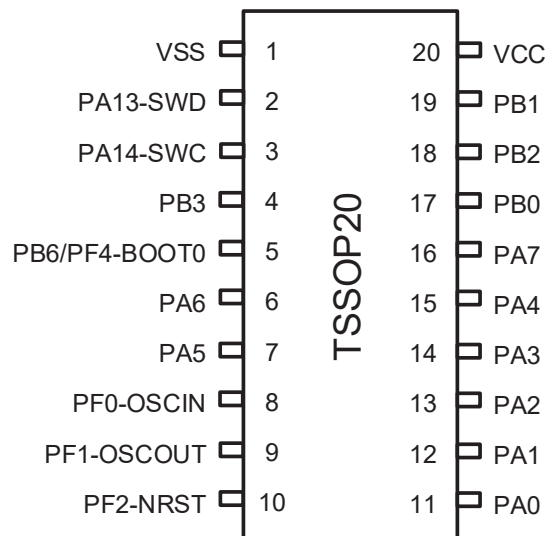 VSS 1 20 VCC
PA13-SWD 2 19 PB1
PA14-SWC 3 18 PB2
PB3 4 17 PB0
PB6/PF4-BOOT0 5 16 PA7
PA6 6 15 PA4
PA5 7 14 PA3
PF0-OSCIN 8 13 PA2
PF1-OSCOUT 9 12 PA1
PF2-NRST 10 11 PA0
TSSOP20